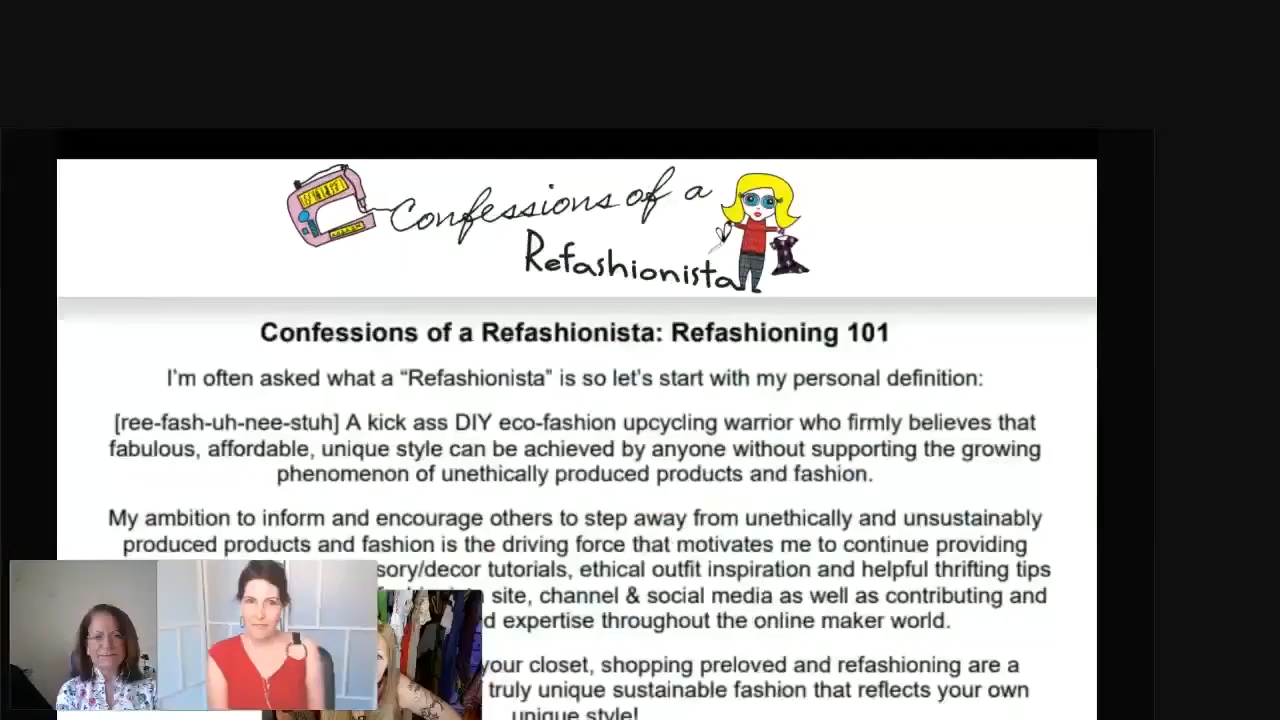 Confessions of a
Refashionista
Confessions of a Refashionista: Refashioning 101
I'm often asked what a “Refashionista” is so let's start with my personal definition:
[ree-fash-uh-nee-stuh] A kick ass DIY eco-fashion upcycling warrior who firmly believes that
fabulous, affordable, unique style can be achieved by anyone without supporting the growing
phenomenon of unethically produced products and fashion.
My ambition to inform and encourage others to step away from unethically and unsustainably
produced products and fashion is the driving force that motivates me to continue providing
sory/decor tutorials, ethical outfit inspiration and helpful thrifting tips
site, channel & social media as well as contributing and
d expertise throughout the online maker world.
your closet, shopping preloved and refashioning are a
truly unique sustainable fashion that reflects your own
unique style!